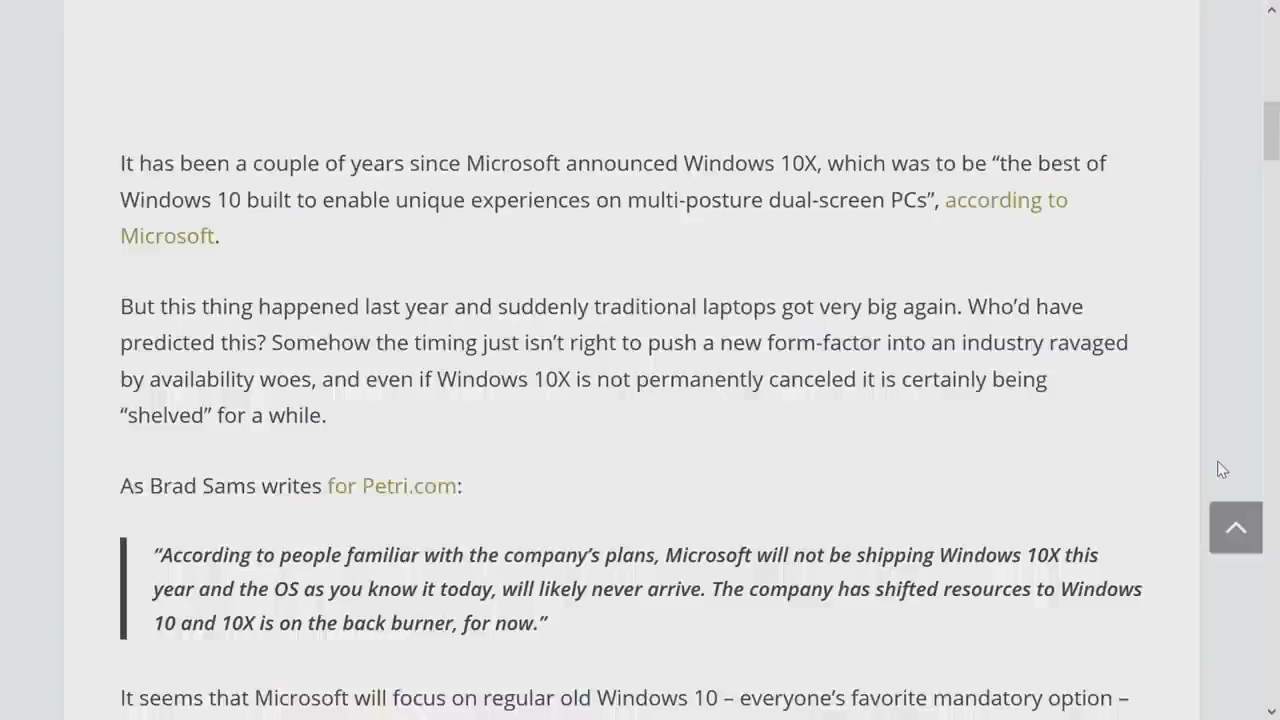 It has been a couple of years since Microsoft announced Windows 10X, which was to be “the best of
Windows 10 built to enable unique experiences on multi-posture dual-screen PCs”, according to
Microsoft.
But this thing happened last year and suddenly traditional laptops got very big again. Who’d have
predicted this? Somehow the timing just isn’t right to push a new form-factor into an industry ravaged
by availability woes, and even if Windows 10X is not permanently canceled it is certainly being
“shelved” for a while.
As Brad Sams writes for Petri.com:
“According to people familiar with the company’s plans, Microsoft will not be shipping Windows 10X this
year and the OS as you know it today, will likely never arrive. The company has shifted resources to Windows
10 and 10X is on the back burner, for now.”
It seems that Microsoft will focus on regular old Windows 10 – everyone’s favorite mandatory option –